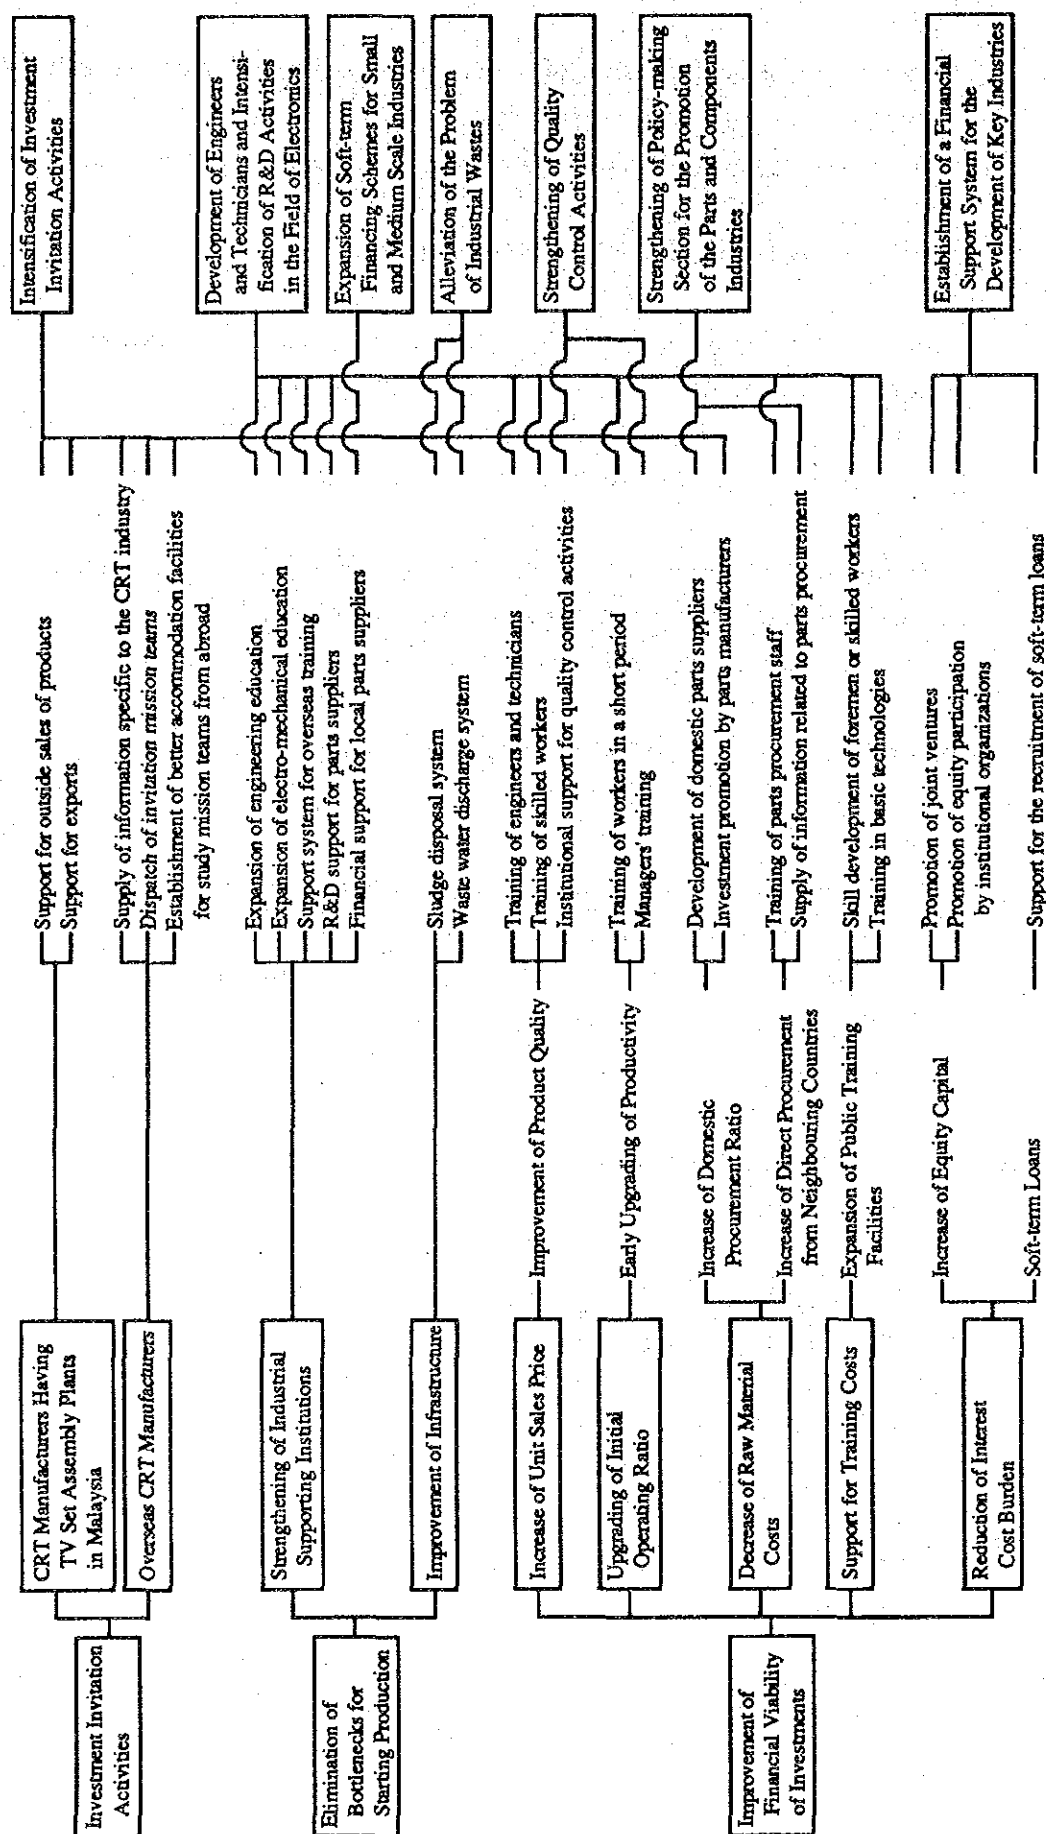 Investment Invitation
Activities
Elimination of
Bottlenecks for
Starting Production
Improvement of
Financial Viability
of Investments
CRT Manufacturers Having
TV Set Assembly Plants
in Malaysia
Overseas CRT Manufacturers
Strengthening of Industrial
Supporting Institutions
Improvement of Infrastructure
Increase of Unit Sales Price
Upgrading of Initial
Operating Ratio
Decrease of Raw Material
Costs
Support for Training Costs
Reduction of Interest
Cost Burden
Improvement of Product Quality
Early Upgrading of Productivity
Increase of Domestic
Procurement Ratio
Increase of Direct Procurement
from Neighbouring Countries
Expansion of Public Training
Facilities
Increase of Equity Capital
Soft-term Loans
Support for outside sales of products
Support for exports
Supply of information specific to the CRT industry
Dispatch of invitation mission teams
Establishment of better accommodation facilities
for study mission teams from abroad
Expansion of engineering education
Expansion of electro-mechanical education
Support system for overseas training
R&D support for parts suppliers
Financial support for local parts suppliers
Sludge disposal system
Waste water discharge system
Training of engineers and technicians
Training of skilled workers
Institutional support for quality control activities
Training of workers in a short period
Managers' training
Development of domestic parts suppliers
Investment promotion by parts manufacturers
Training of parts procurement staff
Supply of information related to parts procurement
Skill development of foremen or skilled workers
Training in basic technologies
Promotion of joint ventures
Promotion of equity participation
by institutional organizations
Support for the recruitment of soft-term loans
Intensification of Investment
Invitation Activities
Development of Engineers
and Technicians and Intensi-
fication of R&D Activities
in the Field of Electronics
Expansion of Soft-term
Financing Schemes for Small
and Medium Scale Industries
Alleviation of the Problem
of Industrial Wastes
Strengthening of Quality
Control Activities
Strengthening of Policy-making
Section for the Promotion
of the Parts and Components
Industries
Establishment of a Financial
Support System for the
Development of Key Industries